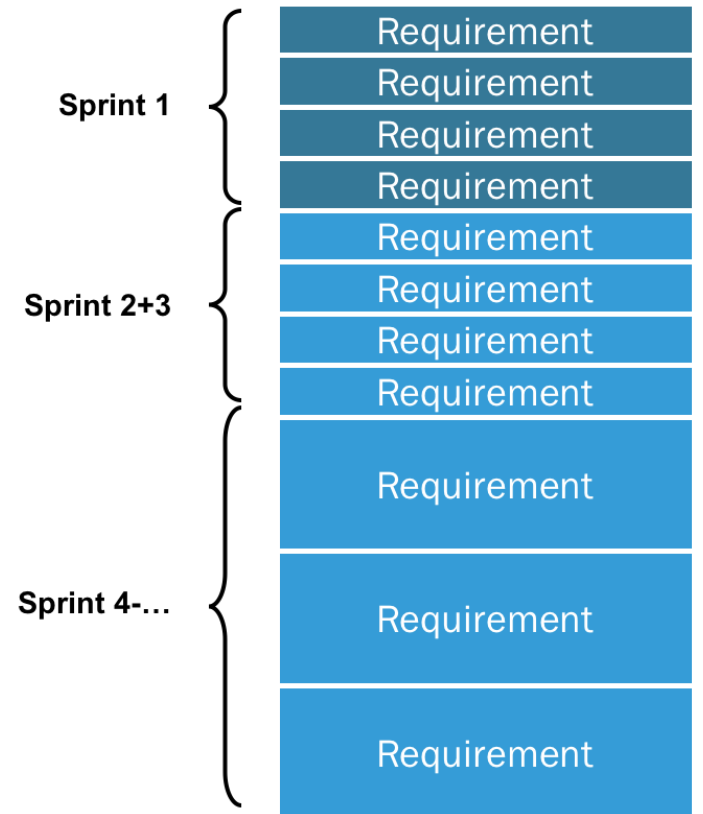 Requirement
Requirement
Sprint 1
Requirement
Requirement
Requirement
Requirement
Sprint 2+3
Requirement
Requirement
Requirement
Sprint 4-...
Requirement
Requirement